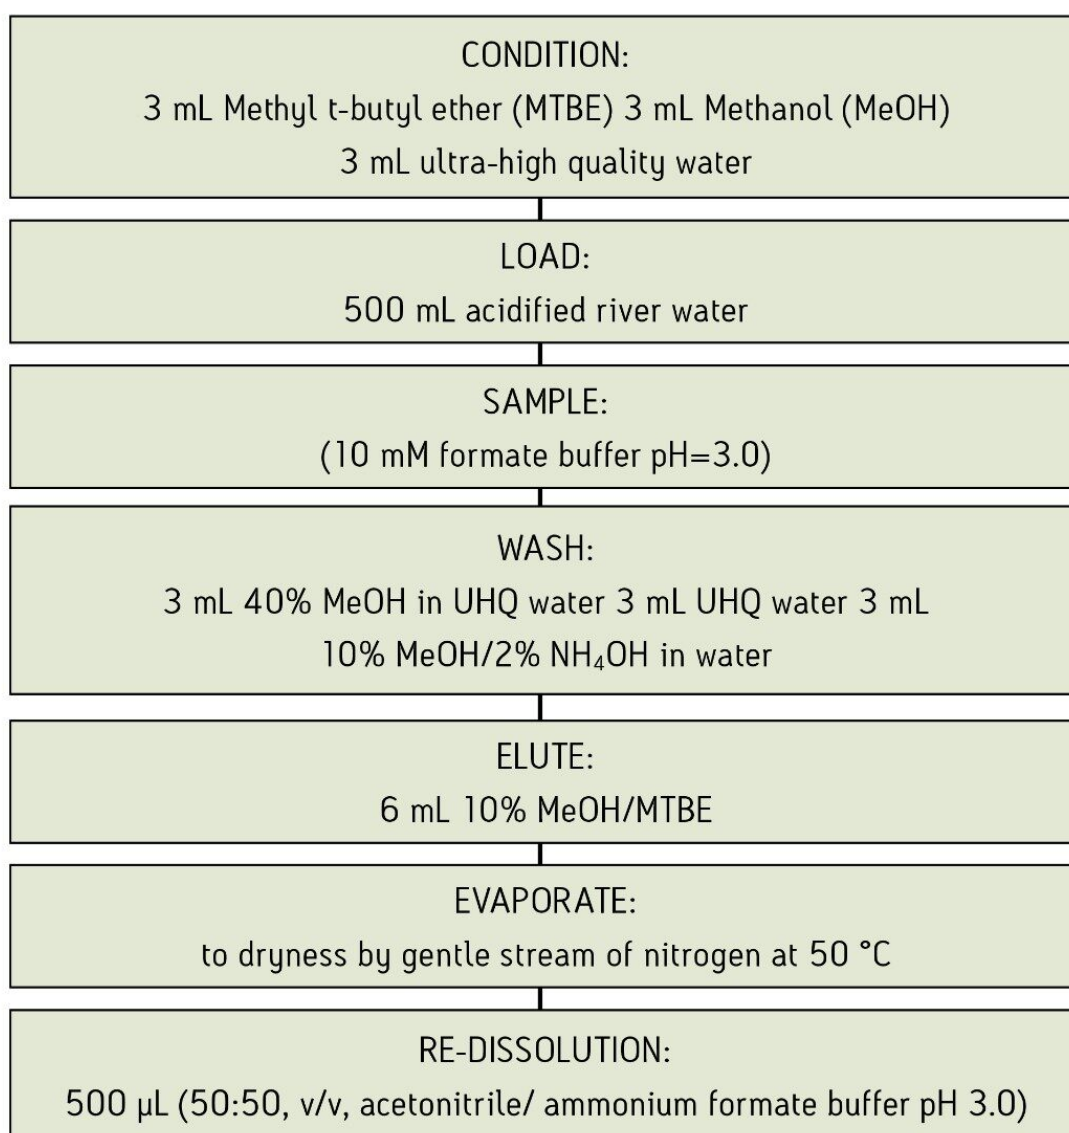 CONDITION:
3 mL Methyl t-butyl ether (MTBE) 3 mL Methanol (MeOH)
3 mL ultra-high quality water
LOAD:
500 mL acidified river water
SAMPLE:
(10 mM formate buffer pH=3.0)
WASH:
3 mL 40% MeOH in UHQ water 3 mL UHQ water 3 mL
10% MeOH/2% NH₄OH in water
ELUTE:
6 mL 10% MeOH/MTBE
EVAPORATE:
to dryness by gentle stream of nitrogen at 50 °C
RE-DISSOLUTION:
500 µL (50:50, v/v, acetonitrile/ ammonium formate buffer pH 3.0)